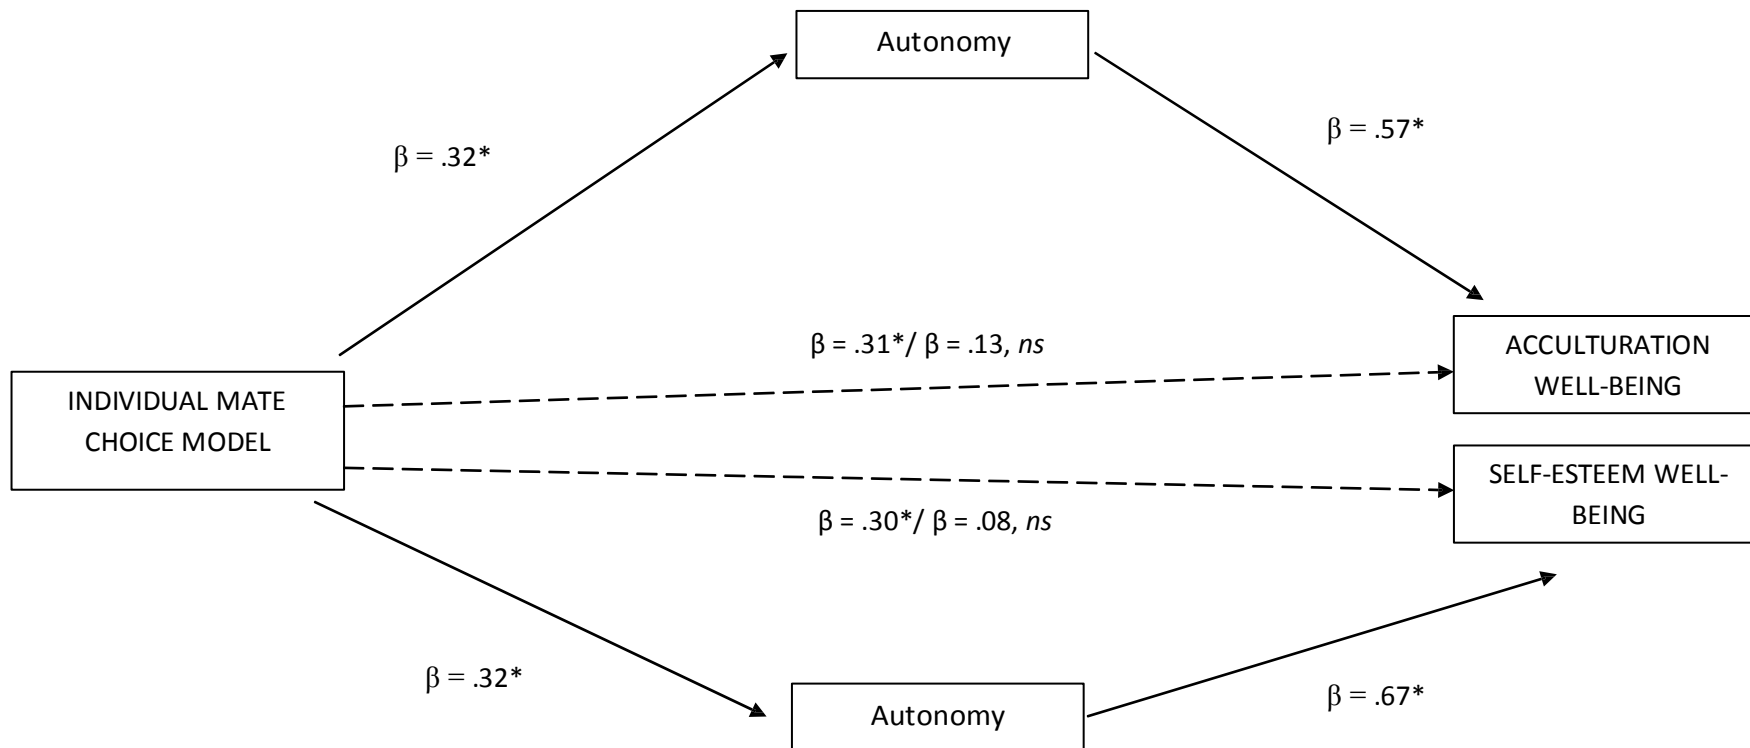 Autonomy
β = .57*
β = .32*
β = .31*/ β = .13, ns
ACCULTURATION
WELL-BEING
INDIVIDUAL MATE
CHOICE MODEL
SELF-ESTEEM WELL-
BEING
β = .30*/ β = .08, ns
β = .32*
β = .67*
Autonomy